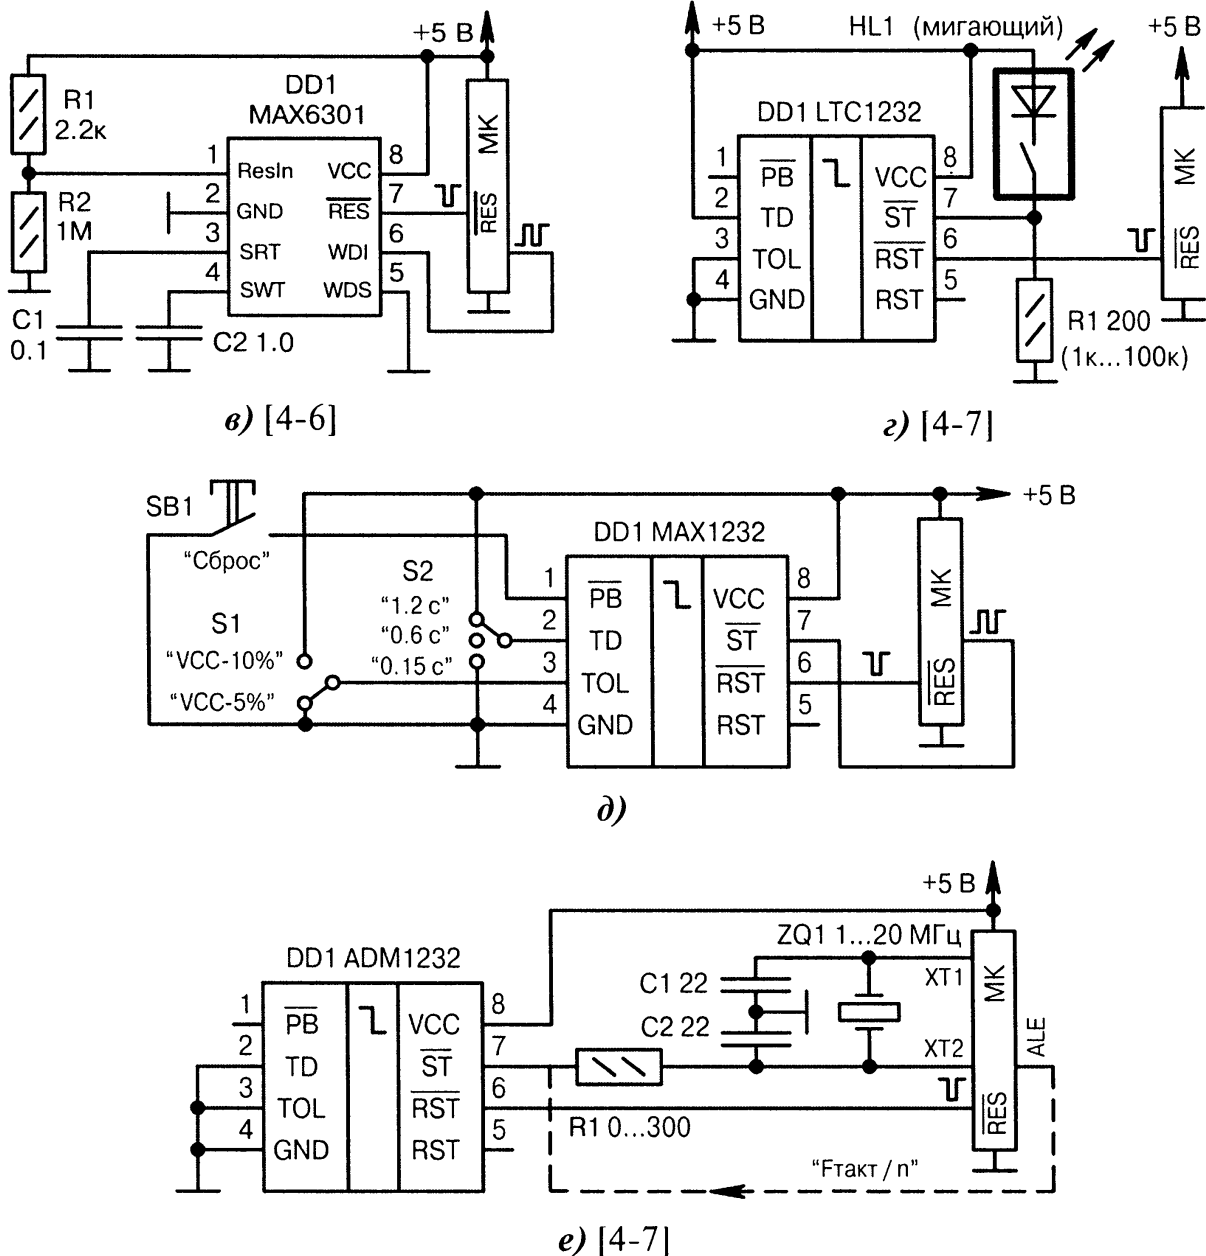 +5 В
R1
2.2к
R2
1М
C1
0.1
C2 1.0
DD1
MAX6301
1
ResIn
2
GND
3
SRT
4
SWT
VCC
8
RES
7
WDI
6
WDS
5
МК
RES
в) [4-6]
+5 В
HL1 (мигающий)
+5 В
DD1 LTC1232
1
PB
2
TD
3
TOL
4
GND
VCC
8
ST
7
RST
6
RST
5
МК
RES
R1 200
(1к...100к)
г) [4-7]
SB1
“Сброс”
S1
“VCC-10%”
“VCC-5%”
S2
“1.2 с”
“0.6 с”
“0.15 с”
DD1 MAX1232
1
PB
2
TD
3
TOL
4
GND
VCC
8
ST
7
RST
6
RST
5
+5 В
МК
RES
д)
DD1 ADM1232
1
PB
2
TD
3
TOL
4
GND
VCC
8
ST
7
RST
6
RST
5
+5 В
ZQ1 1...20 МГц
C1 22
C2 22
XT1
XT2
МК
RES
ALE
R1 0...300
“Fтакт / n”
е) [4-7]